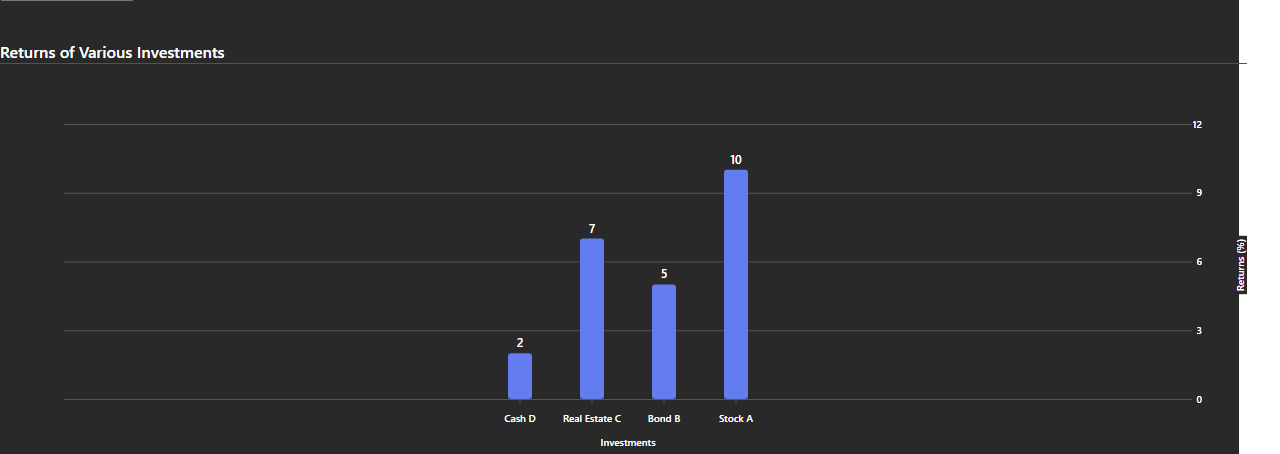 Returns of Various Investments
12
10
9
7
6
5
3
2
0
Returns (%)
Cash D Real Estate C Bond B Stock A
Investments